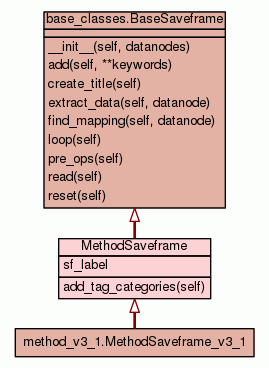 base_classes.BaseSaveframe
__init__(self, datanodes)
add(self, **keywords)
create_title(self)
extract_data(self, datanode)
find_mapping(self, datanode)
loop(self)
pre_ops(self)
read(self)
reset(self)
MethodSaveframe
sf_label
add_tag_categories(self)
method_v3_1.MethodSaveframe_v3_1